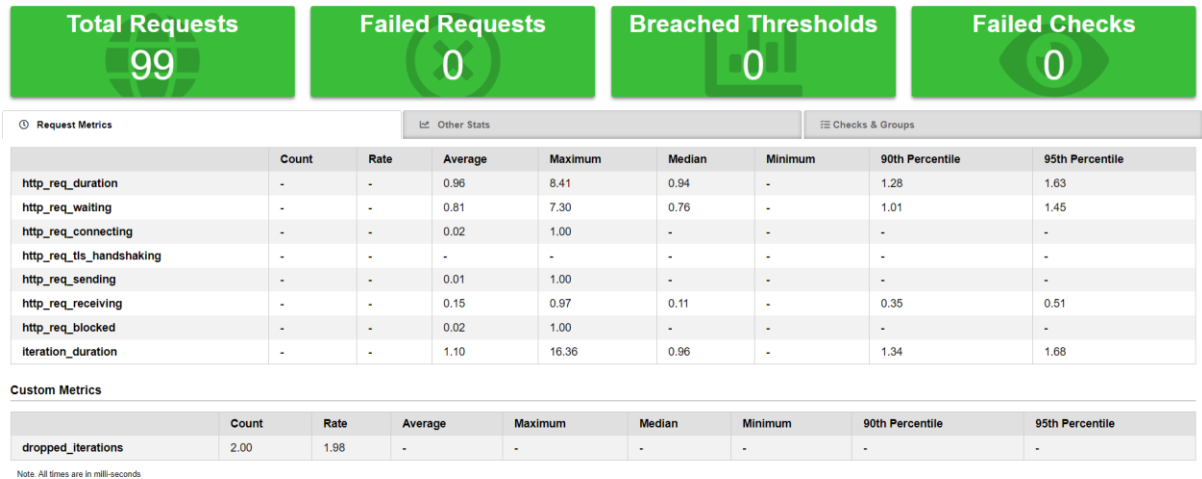 Total Requests Failed Requests Breached Thresholds Failed Checks
99 0 0 0
Request Metrics Other Stats Checks & Groups
Count Rate Average Maximum Median Minimum 90th Percentile 95th Percentile
http_req_duration - - 0.96 8.41 0.94 - 1.28 1.63
http_req_waiting - - 0.81 7.30 0.76 - 1.01 1.45
http_req_connecting - - 0.02 1.00 - - - -
http_req_tls_handshaking - - - - - - - -
http_req_sending - - 0.01 1.00 - - - -
http_req_receiving - - 0.15 0.97 0.11 - 0.35 0.51
http_req_blocked - - 0.02 1.00 - - - -
iteration_duration - - 1.10 16.36 0.96 - 1.34 1.68
Custom Metrics
Count Rate Average Maximum Median Minimum 90th Percentile 95th Percentile
dropped_iterations 2.00 1.98 - - - - - -
Note. All times are in milli-seconds